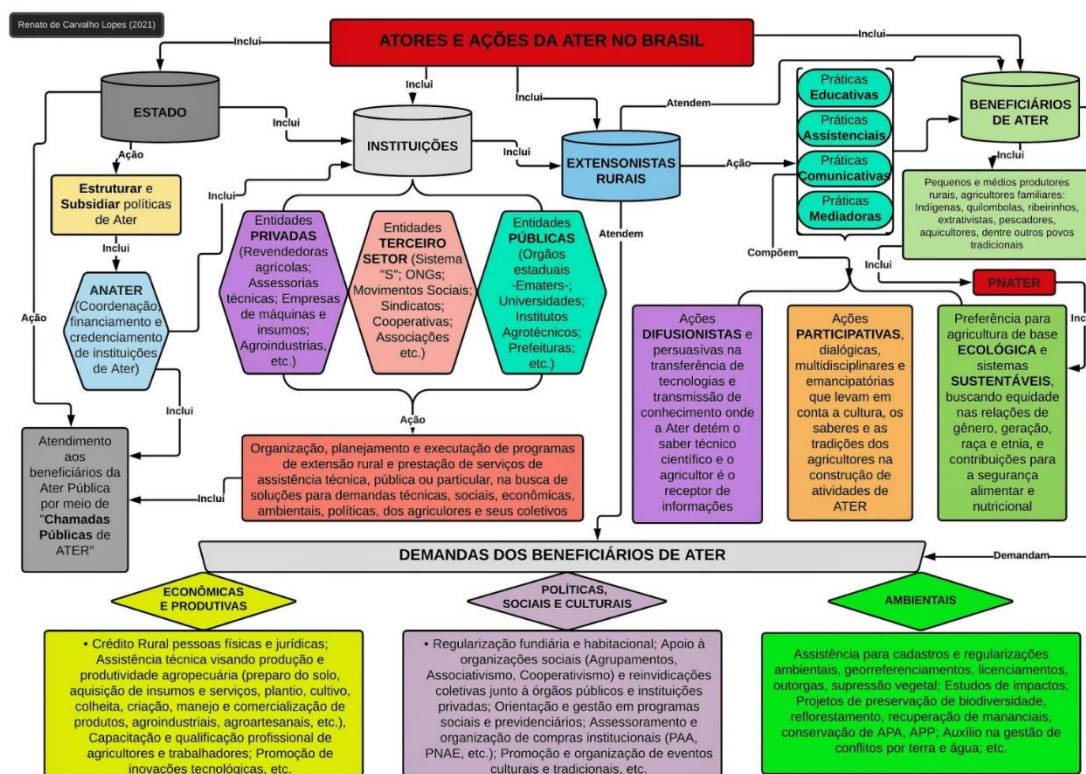 Renato de Carvalho Lopes (2021)
ATORES E AÇÕES DA ATER NO BRASIL
Inclui
Inclui
Inclui
Inclui
ESTADO
INSTITUIÇÕES
EXTENSONISTAS
RURAIS
BENEFICIÁRIOS
DE ATER
Inclui
Inclui
Inclui
Atendem
Ação
Práticas
Educativas
Práticas
Assistenciais
Práticas
Comunicativas
Práticas
Mediadoras
Ação
Estruturar e
Subsidiar políticas
de Ater
Inclui
ANATER
(Coordenação,
financiamento e
credenciamento
de instituições
de Ater)
Inclui
Inclui
Ação
Atendimento
aos
beneficiários da
Ater Pública
por meio de
"Chamadas
Públicas de
ATER"
Entidades
PRIVADAS
(Revendedoras
agrícolas;
Assessorias
técnicas; Empresas
de máquinas e
insumos;
Agroindustrias,
etc.)
Entidades
TERCEIRO
SETOR (Sistema
"S"; ONGs;
Movimentos Sociais;
Sindicatos;
Cooperativas;
Associações
etc.)
Entidades
PÚBLICAS
(Orgãos
estaduais
-Ematers-;
Universidades;
Institutos
Agrotécnicos;
Prefeituras;
etc.)
Ação
Organização, planejamento e execução de programas
de extensão rural e prestação de serviços de
assistência técnica, pública ou particular, na busca
de soluções para demandas técnicas, sociais, econômicas,
ambientais, políticas, dos agriculores e seus coletivos
Inclui
Atendem
Compõem
Inclui
Pequenos e médios produtores
rurais, agricultores familiares:
Indígenas, quilombolas, ribeirinhos,
extrativistas, pescadores,
aquicultores, dentre outros povos
tradicionais
Inclui
PNATER
Inc
Ações
DIFUSIONISTAS e
persuasívas na
transferência de
tecnologias e
transmissão de
conhecimento onde
a Ater detém o
saber técnico
científico e o
agricultor é o
receptor de
informações
Ações
PARTICIPATIVAS,
dialógicas,
multidisciplinares e
emancipatórias
que levam em
conta a cultura, os
saberes e as
tradições dos
agricultores na
construção de
atividades de
ATER
Preferência para
agricultura de base
ECOLÓGICA e
sistemas
SUSTENTÁVEIS,
buscando equidade
nas relações de
gênero, geração,
raça e etnia, e
contribuições para
a segurança
alimentar e
nutricional
DEMANDAS DOS BENEFICIÁRIOS DE ATER
Demandam
ECONÔMICAS
E PRODUTIVAS
POLÍTICAS,
SOCIAIS E CULTURAIS
AMBIENTAIS
• Crédito Rural pessoas físicas e jurídicas;
Assistência técnica visando produção e
produtividade agropecuária (preparo do solo,
aquisição de insumos e serviços, plantio, cultivo,
colheita, criação, manejo e comercialização de
produtos, agroindustriais, agroartesanais, etc.),
Capacitação e qualificação profissional de
agricultores e trabalhadores; Promoção de
inovações tecnológicas, etc.
• Regularização fundiária e habitacional; Apoio à
organizações sociais (Agrupamentos,
Associativismo, Cooperativismo) e reinvidicações
coletivas junto à órgãos públicos e instituições
privadas; Orientação e gestão em programas
sociais e previdenciários; Assessoramento e
organização de compras institucionais (PAA,
PNAE, etc.); Promoção e organização de eventos
culturais e tradicionais, etc.
Assistência para cadastros e regularizações
ambientais, georreferenciamentos, licenciamentos,
outorgas, supressão vegetal; Estudos de impactos;
Projetos de preservação de biodiversidade,
reflorestamento, recuperação de mananciais,
conservação de APA, APP; Auxílio na gestão de
conflitos por terra e água; etc.